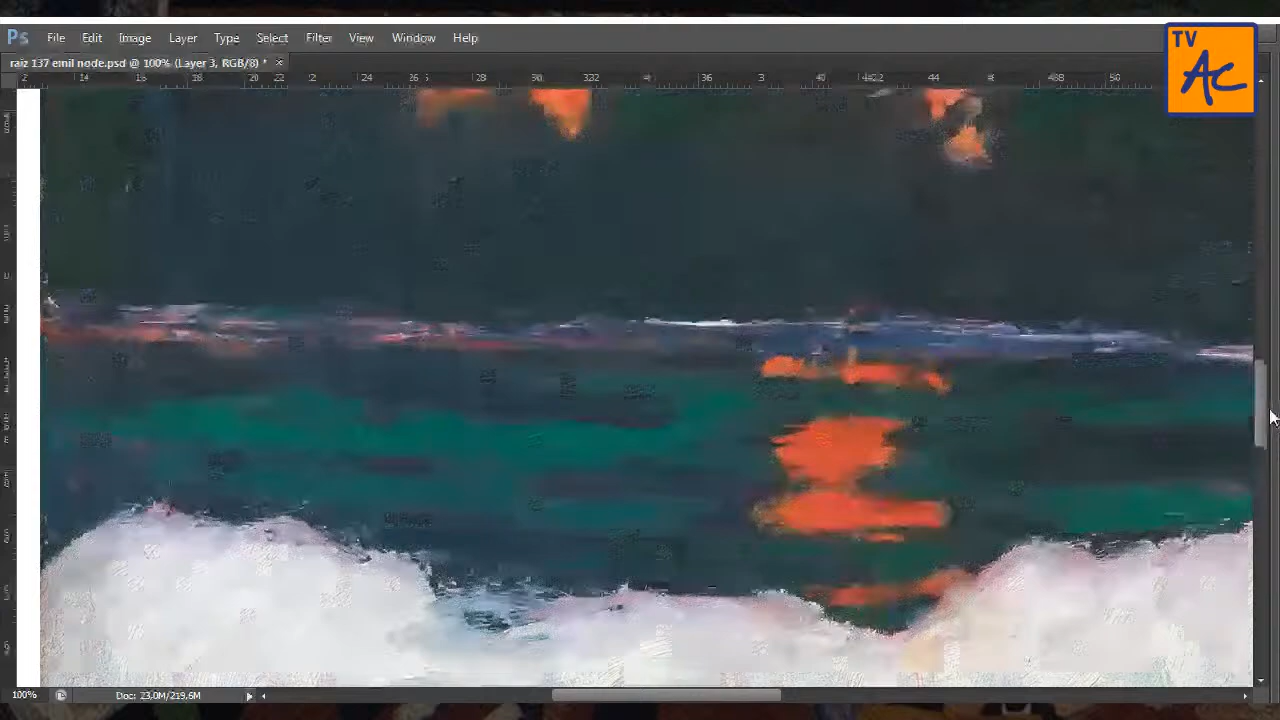 Ps File Edit Image Layer Type Select Filter View Window Help
TV
AC
raiz 137 emil node.psd @ 100% (Layer 3, RGB/8) *
100% Doc: 23,0M/219,6M